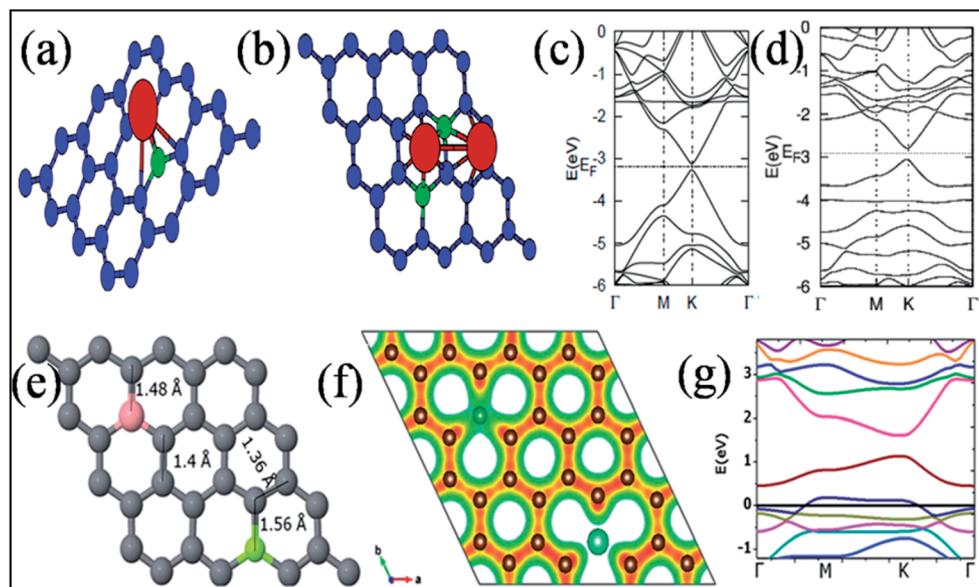 (a)
(b)
(c)
E(eV)
0
-1
-2
-3
E_F
-4
-5
-6
Γ M K Γ'
(d)
E(eV)
0
-1
-2
-3
E_F
-4
-5
-6
Γ M K Γ
(e)
1.48 Å
1.4 Å
1.36 Å
1.56 Å
b
a
(f)
(g)
E(eV)
3
2
1
0
-1
Γ M K Γ